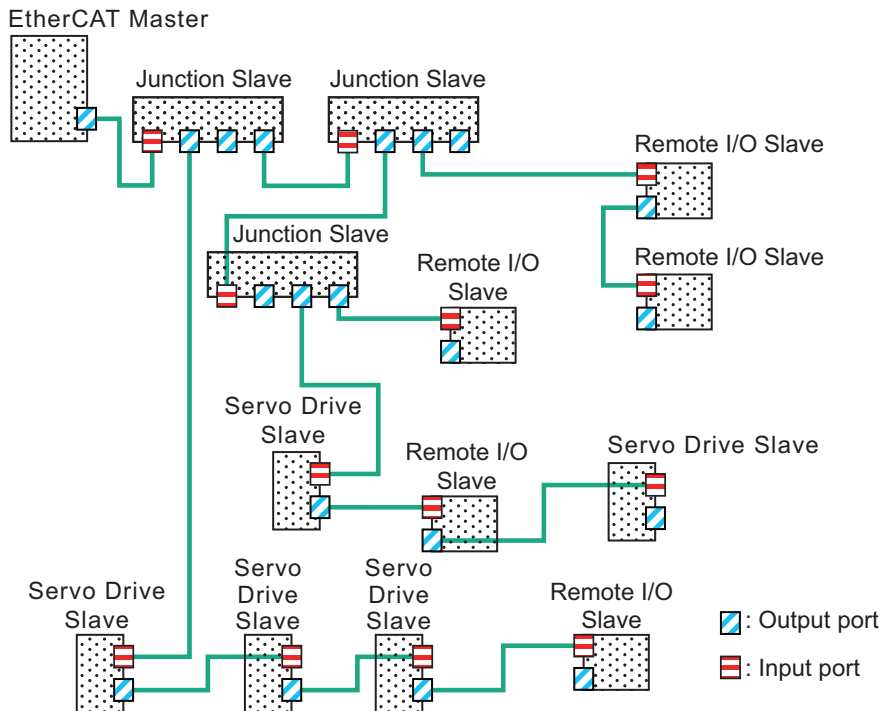 EtherCAT Master
Junction Slave
Junction Slave
Remote I/O Slave
Junction Slave
Remote I/O
Slave
Remote I/O Slave
Servo Drive
Slave
Remote I/O
Slave
Servo Drive Slave
Servo Drive
Slave
Servo
Drive
Slave
Servo
Drive
Slave
Remote I/O
Slave
: Output port
: Input port